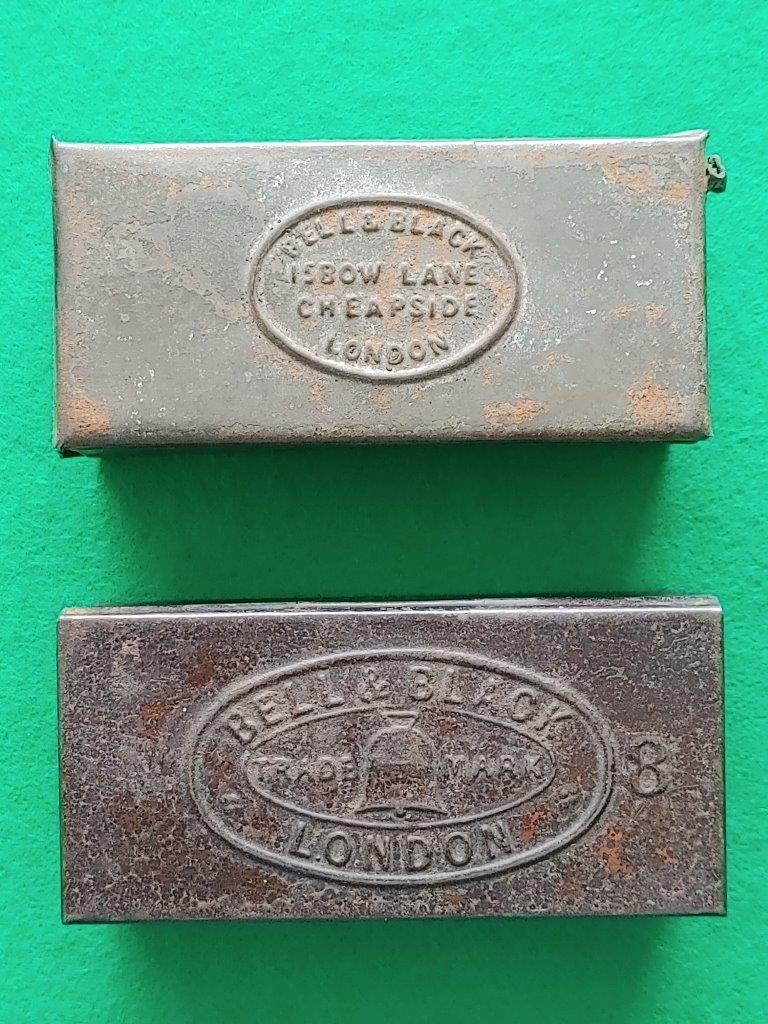 BELL & BLACK
15 BOW LANE
CHEAPSIDE
LONDON
BELL & BLACK
TRADE MARK
LONDON
8